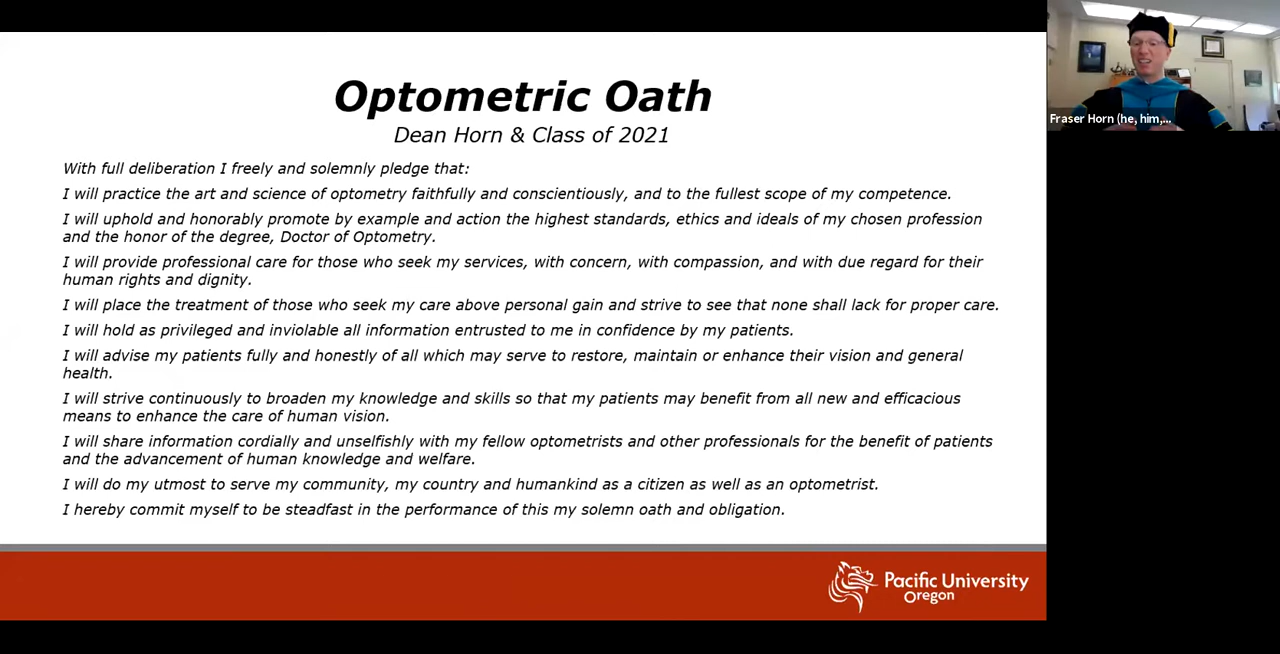 Optometric Oath
Dean Horn & Class of 2021
With full deliberation I freely and solemnly pledge that:
I will practice the art and science of optometry faithfully and conscientiously, and to the fullest scope of my competence.
I will uphold and honorably promote by example and action the highest standards, ethics and ideals of my chosen profession
and the honor of the degree, Doctor of Optometry.
I will provide professional care for those who seek my services, with concern, with compassion, and with due regard for their
human rights and dignity.
I will place the treatment of those who seek my care above personal gain and strive to see that none shall lack for proper care.
I will hold as privileged and inviolable all information entrusted to me in confidence by my patients.
I will advise my patients fully and honestly of all which may serve to restore, maintain or enhance their vision and general
health.
I will strive continuously to broaden my knowledge and skills so that my patients may benefit from all new and efficacious
means to enhance the care of human vision.
I will share information cordially and unselfishly with my fellow optometrists and other professionals for the benefit of patients
and the advancement of human knowledge and welfare.
I will do my utmost to serve my community, my country and humankind as a citizen as well as an optometrist.
I hereby commit myself to be steadfast in the performance of this my solemn oath and obligation.
Pacific University
Oregon
Fraser Horn (he, him,...